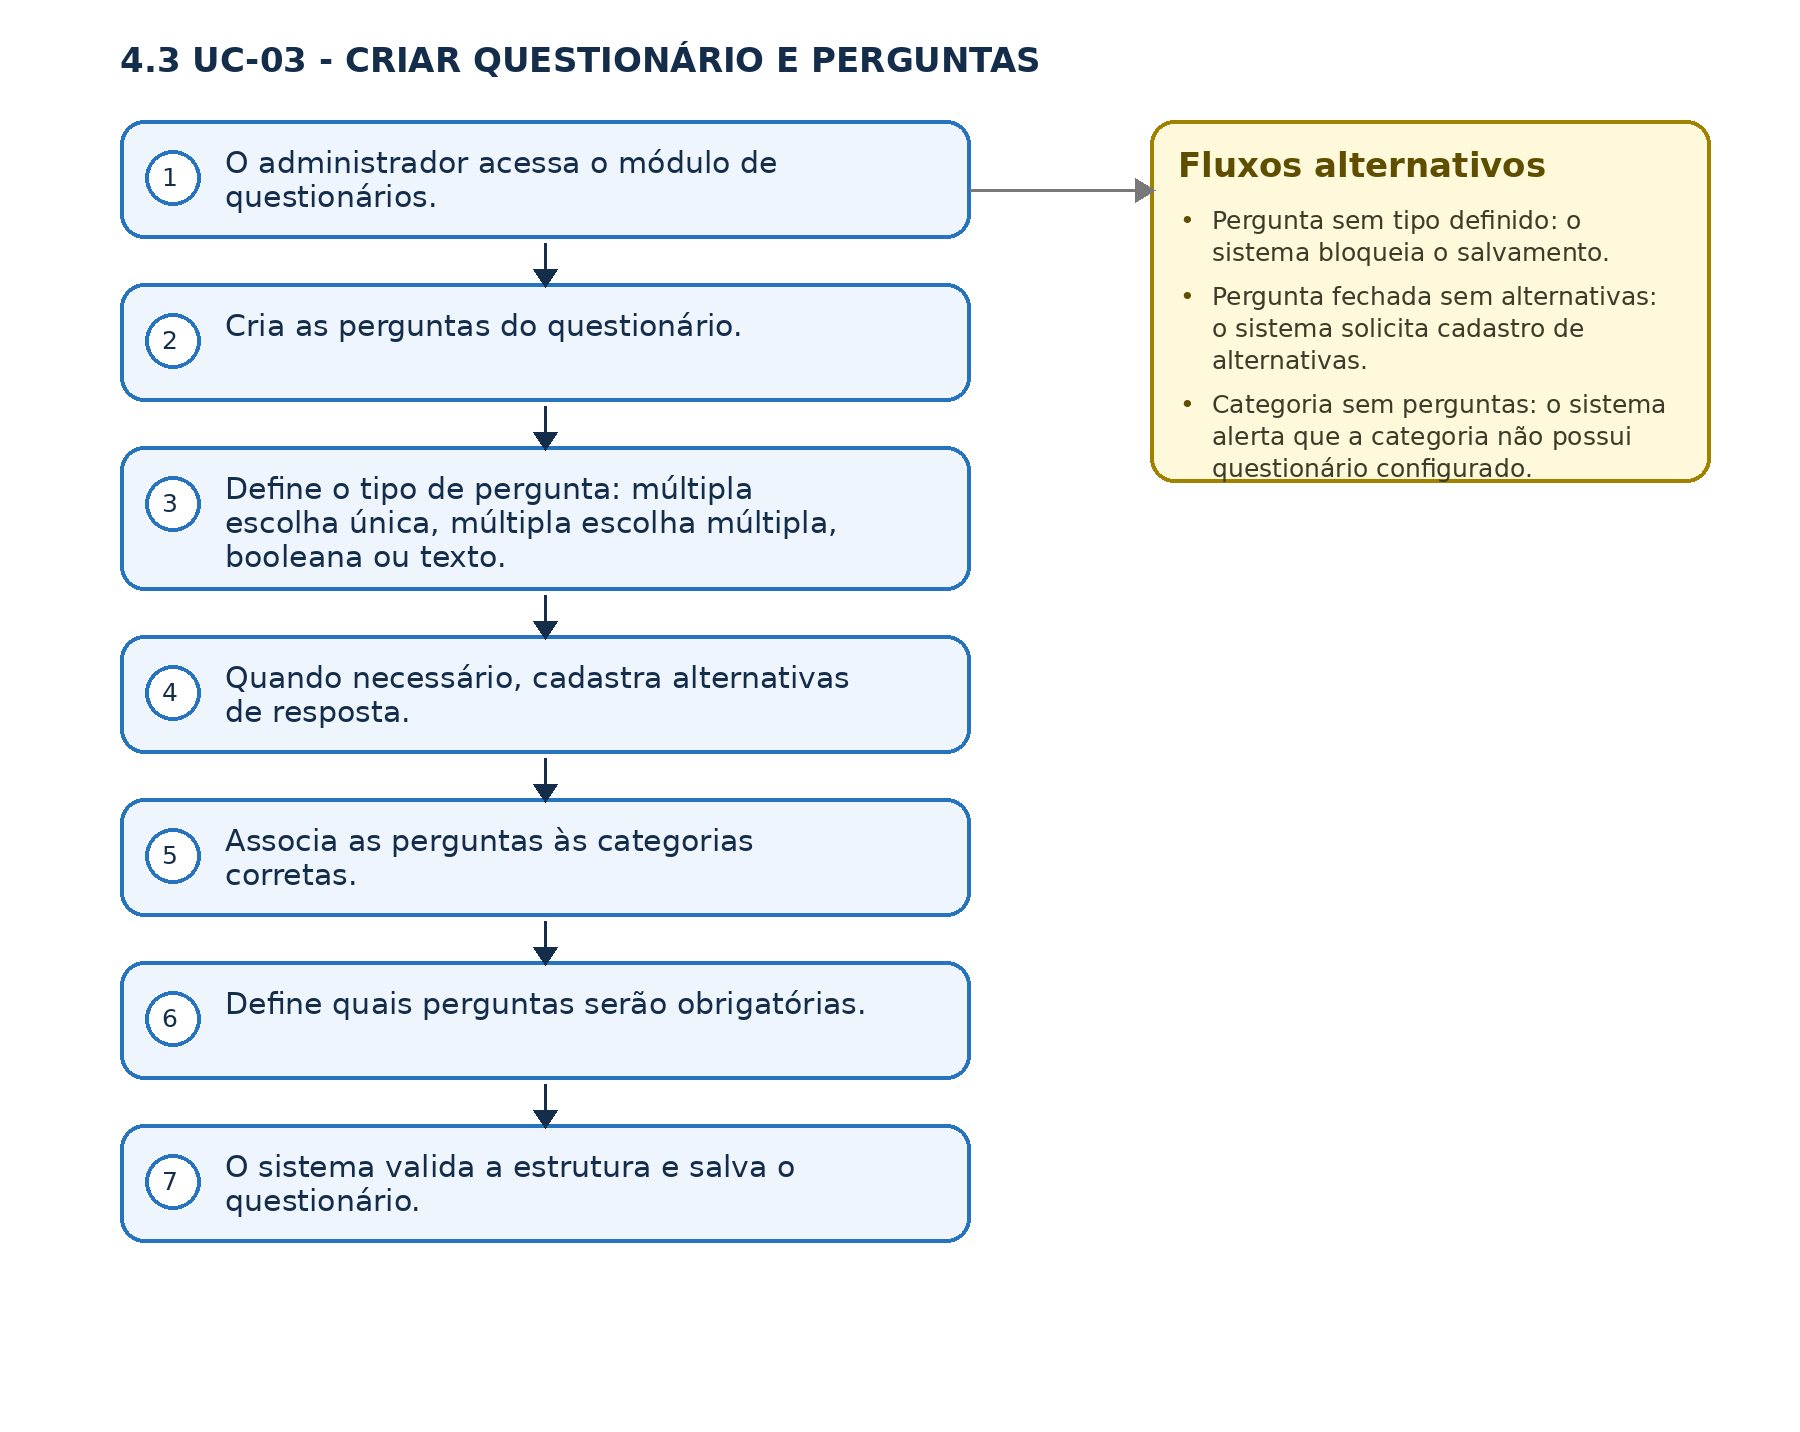 4.3 UC-03 - CRIAR QUESTIONÁRIO E PERGUNTAS
1
O administrador acessa o módulo de
questionários.
2
Cria as perguntas do questionário.
3
Define o tipo de pergunta: múltipla
escolha única, múltipla escolha múltipla,
booleana ou texto.
4
Quando necessário, cadastra alternativas
de resposta.
5
Associa as perguntas às categorias
corretas.
6
Define quais perguntas serão obrigatórias.
7
O sistema valida a estrutura e salva o
questionário.
Fluxos alternativos
• Pergunta sem tipo definido: o
sistema bloqueia o salvamento.
• Pergunta fechada sem alternativas:
o sistema solicita cadastro de
alternativas.
• Categoria sem perguntas: o sistema
alerta que a categoria não possui
questionário configurado.